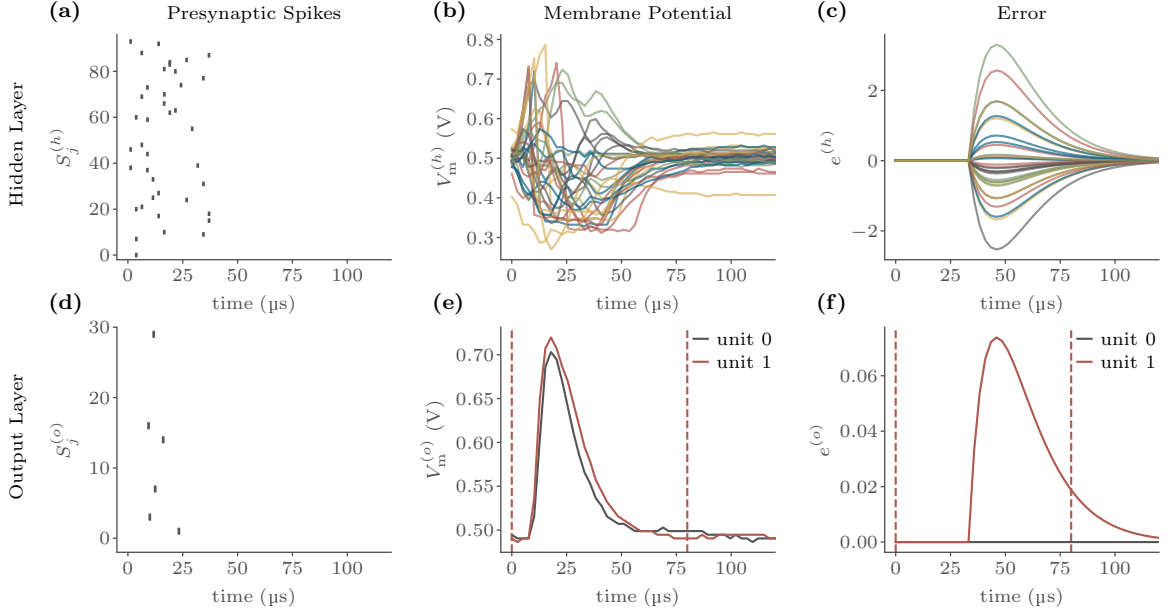 (a) Presynaptic Spikes
(b) Membrane Potential
(c) Error
Hidden Layer
S_j^(h)
80
60
40
20
0
0 25 50 75 100
time (µs)
V_m^(h) (V)
0.8
0.7
0.6
0.5
0.4
0.3
0 25 50 75 100
time (µs)
e^(h)
2
0
−2
0 25 50 75 100
time (µs)
(d)
(e)
(f)
Output Layer
S_j^(o)
30
20
10
0
0 25 50 75 100
time (µs)
V_m^(o) (V)
0.70
0.65
0.60
0.55
0.50
unit 0
unit 1
0 25 50 75 100
time (µs)
e^(o)
0.06
0.04
0.02
0.00
unit 0
unit 1
0 25 50 75 100
time (µs)